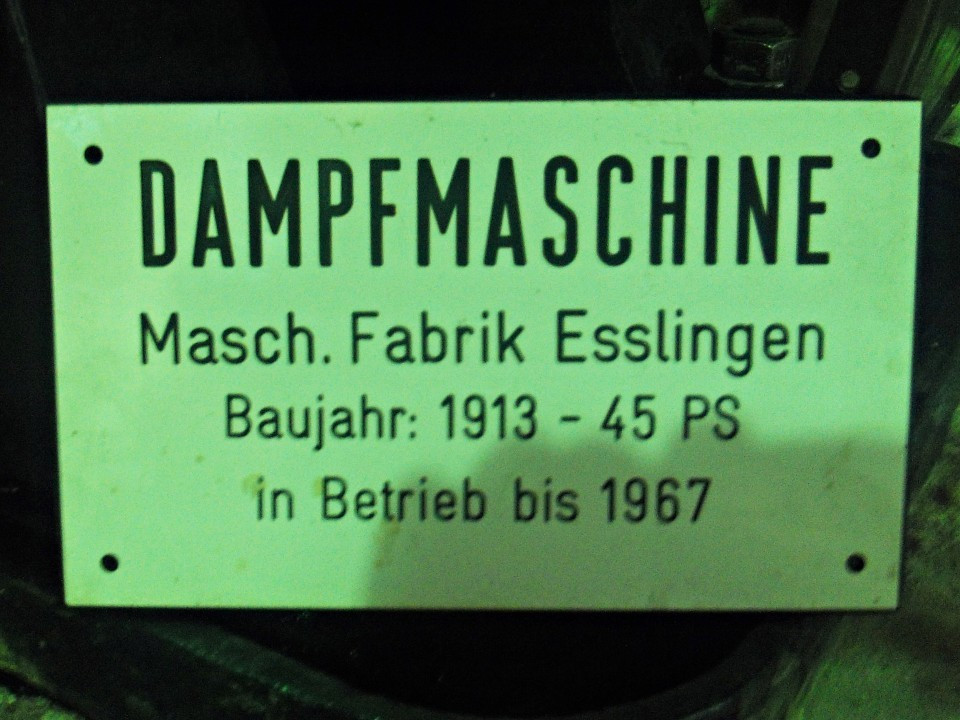 DAMPFMASCHINE
Masch. Fabrik Esslingen
Baujahr: 1913 - 45 PS
in Betrieb bis 1967